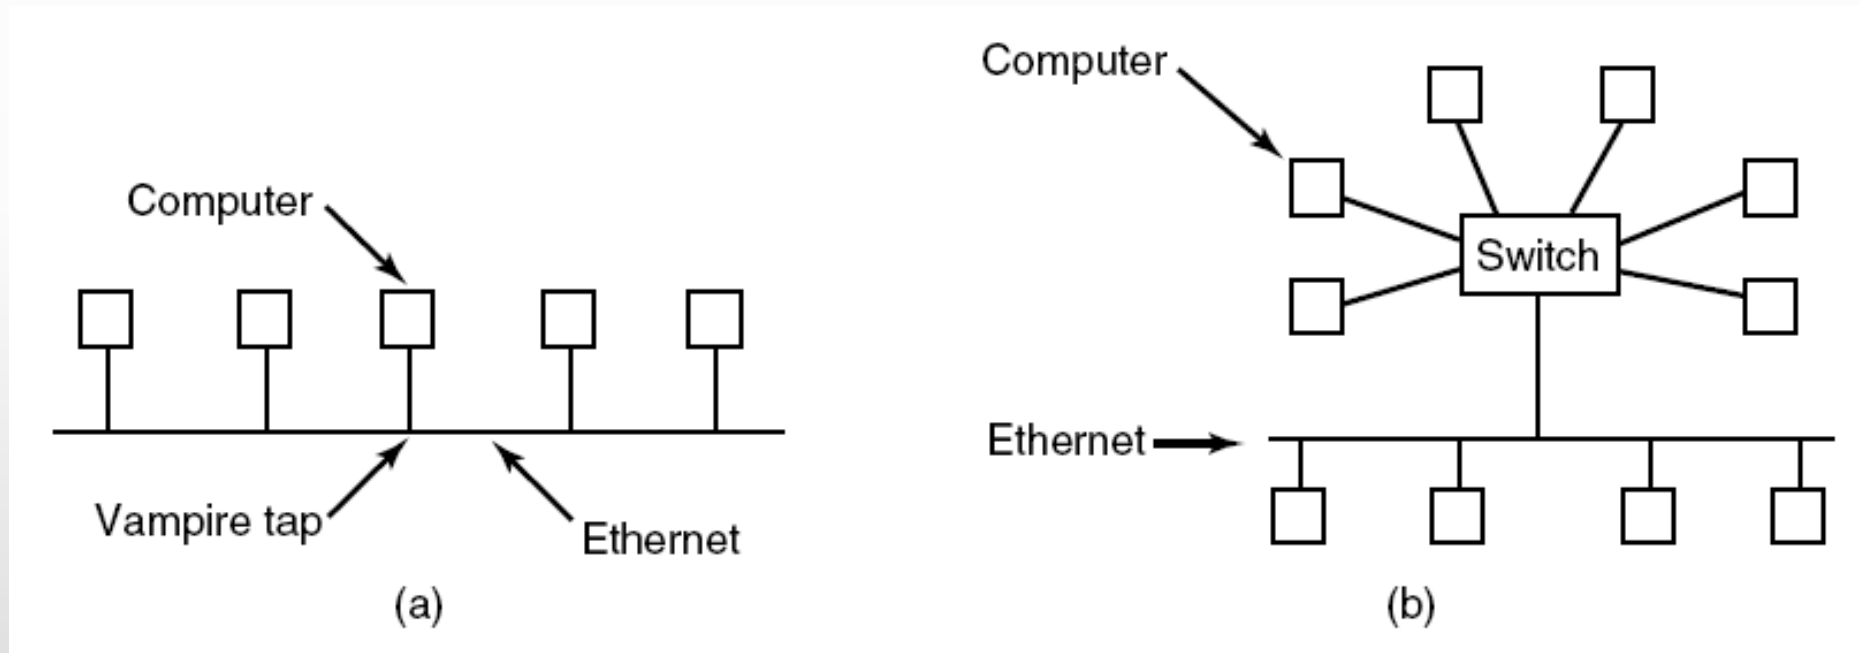 Computer
Vampire tap
Ethernet
(a)
Computer
Switch
Ethernet
(b)